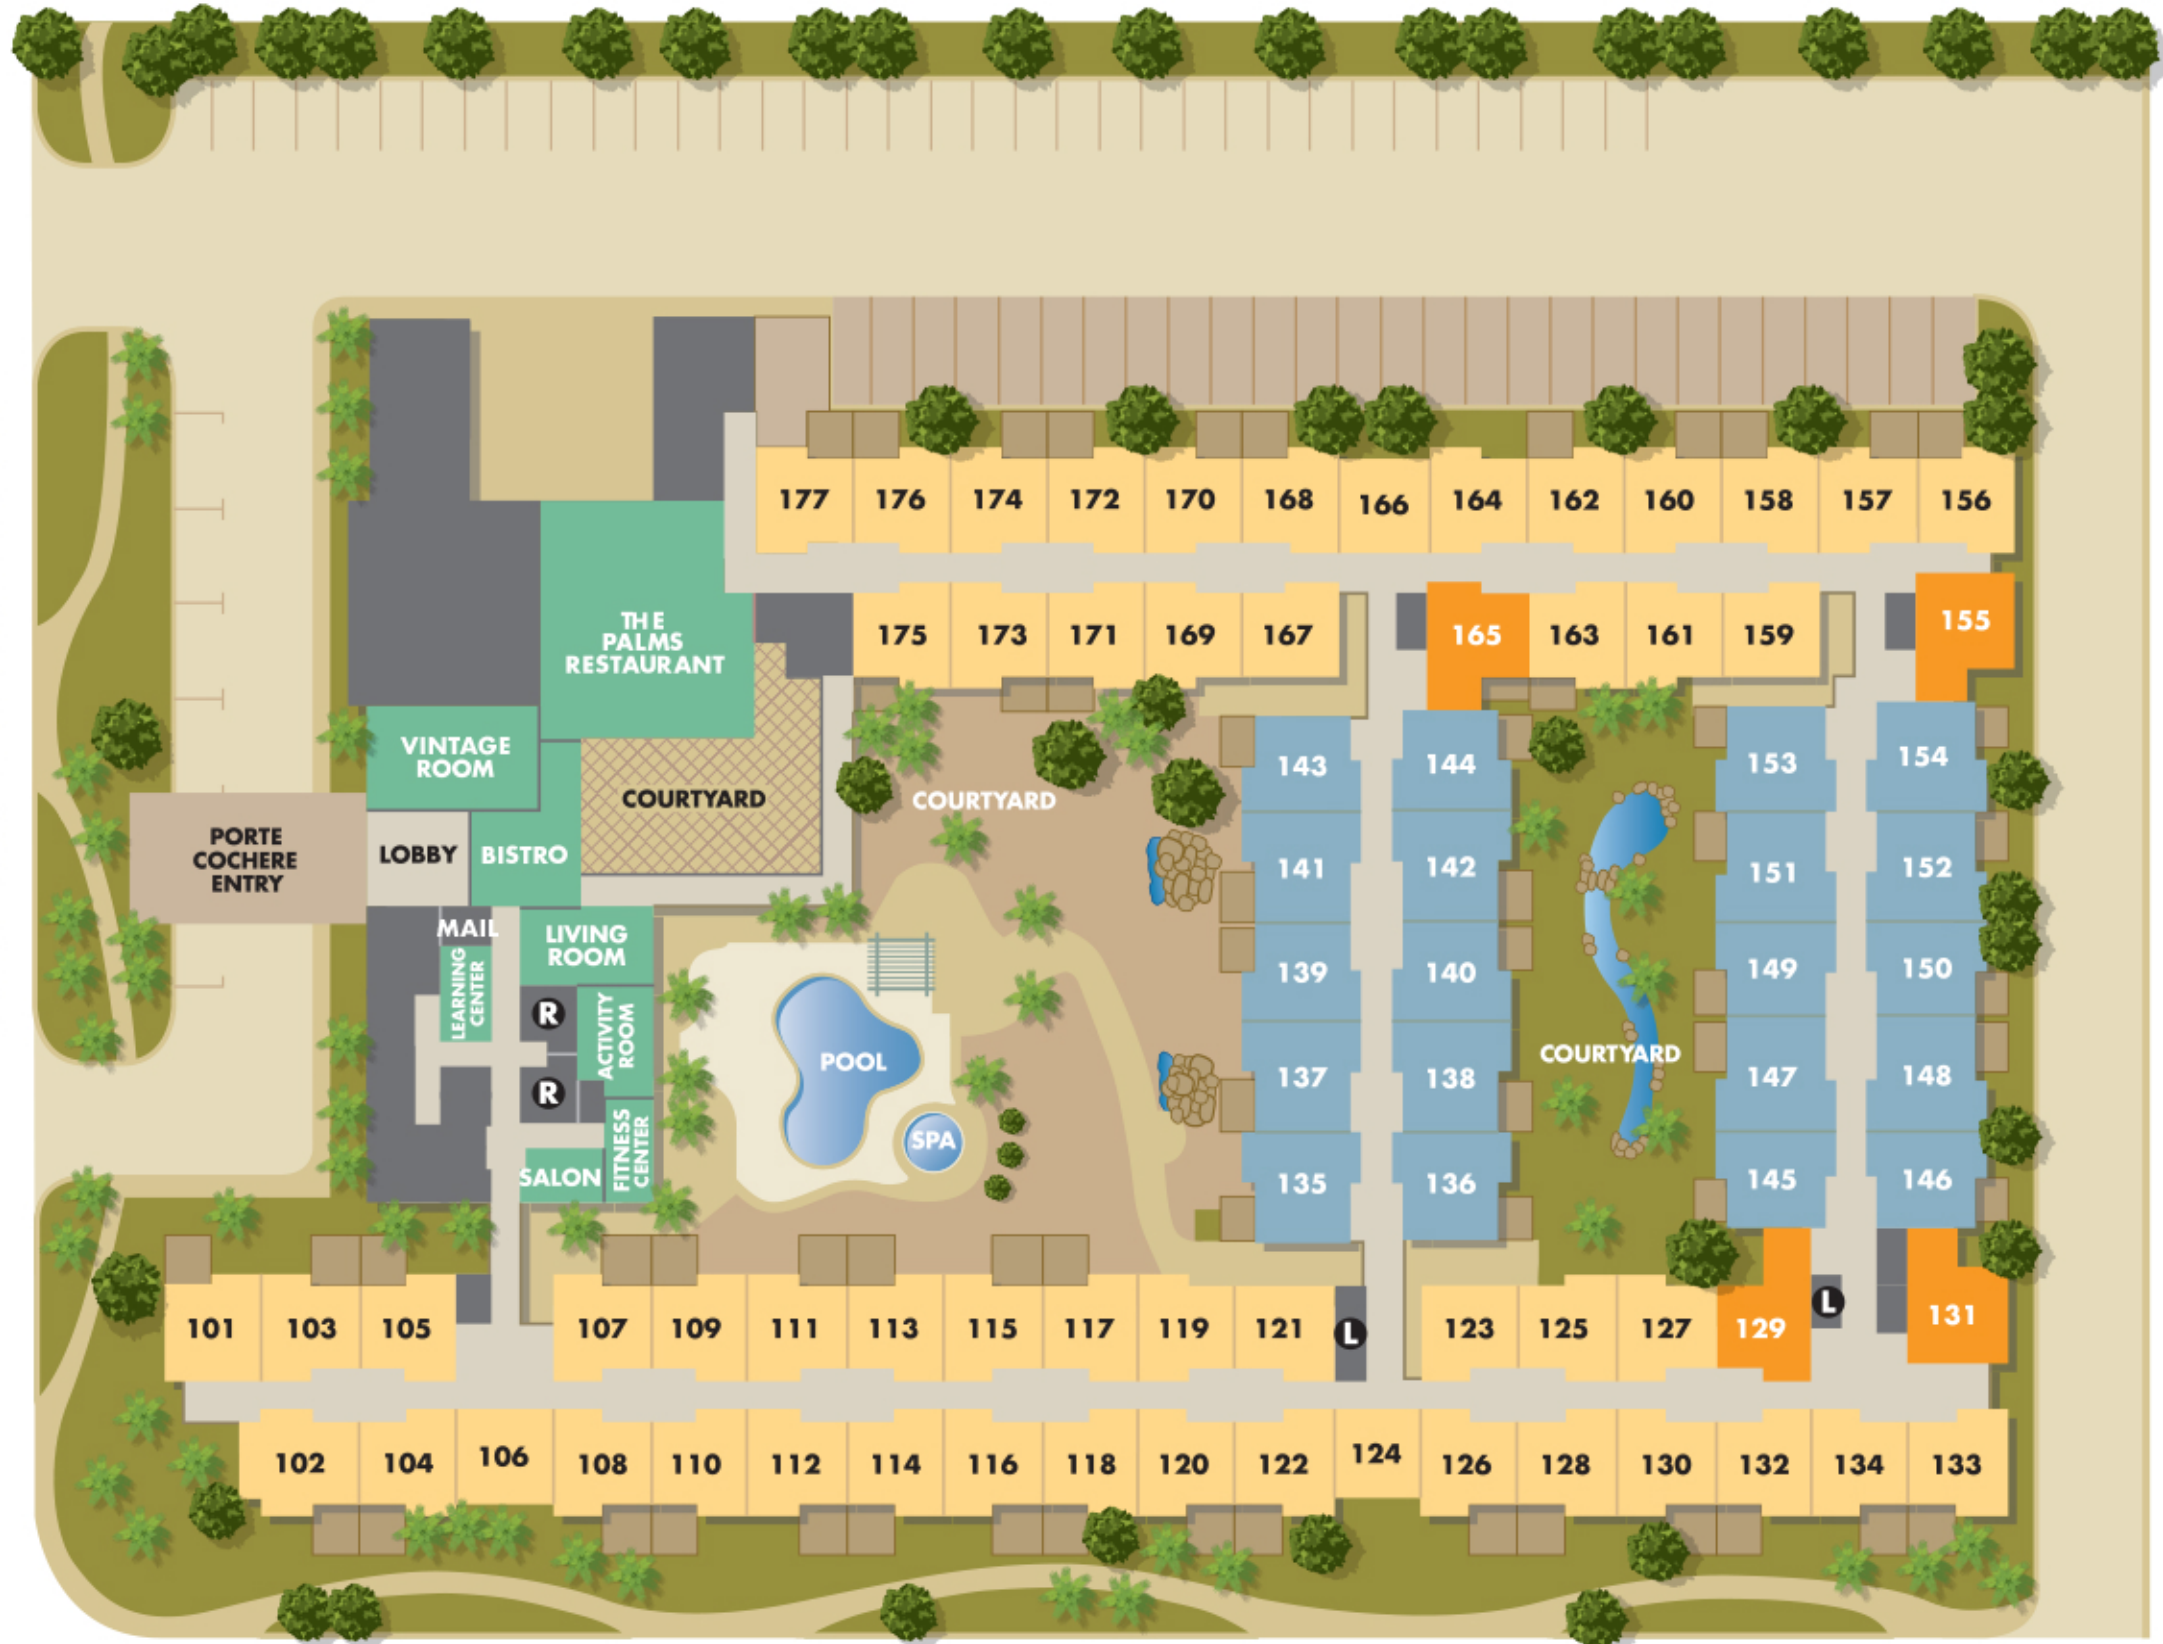 177 176 174 172 170 168 166 164 162 160 158 157 156
175 173 171 169 167 165 163 161 159 155
THE
PALMS
RESTAURANT
VINTAGE
ROOM
COURTYARD
COURTYARD
143 144 153 154
PORTE
COCHERE
ENTRY
LOBBY
BISTRO
141 142 151 152
MAIL
LIVING
ROOM
LEARNING
CENTER
R
ACTIVITY
ROOM
139 140 149 150
POOL
COURTYARD
137 138 147 148
R
FITNESS
CENTER
SPA
SALON
135 136 145 146
101 103 105 107 109 111 113 115 117 119 121 L 123 125 127 129 L 131
102 104 106 108 110 112 114 116 118 120 122 124 126 128 130 132 134 133